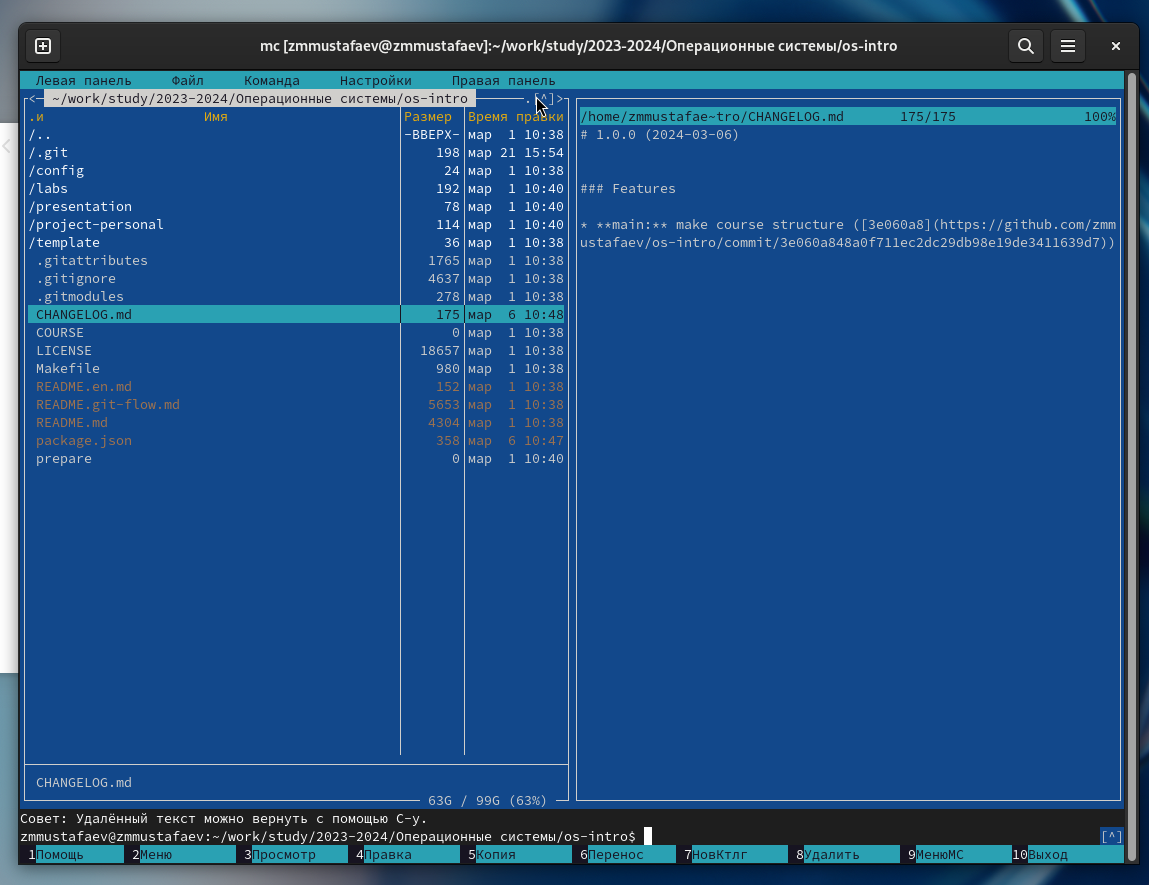 mc [zmmustafaev@zmmustafaev]:~/work/study/2023-2024/Операционные системы/os-intro
Левая панель Файл Команда Настройки Правая панель
<─ ~/work/study/2023-2024/Операционные системы/os-intro .[^]>
.и Имя Размер Время правки
/.. -ВВЕРХ- мар 1 10:38
/.git 198 мар 21 15:54
/config 24 мар 1 10:38
/labs 192 мар 1 10:40
/presentation 78 мар 1 10:40
/project-personal 114 мар 1 10:40
/template 36 мар 1 10:38
.gitattributes 1765 мар 1 10:38
.gitignore 4637 мар 1 10:38
.gitmodules 278 мар 1 10:38
CHANGELOG.md 175 мар 6 10:48
COURSE 0 мар 1 10:38
LICENSE 18657 мар 1 10:38
Makefile 980 мар 1 10:38
README.en.md 152 мар 1 10:38
README.git-flow.md 5653 мар 1 10:38
README.md 4304 мар 1 10:38
package.json 358 мар 6 10:47
prepare 0 мар 1 10:40
CHANGELOG.md
63G / 99G (63%)
/home/zmmustafae~tro/CHANGELOG.md 175/175 100%
# 1.0.0 (2024-03-06)
### Features
* **main:** make course structure ([3e060a8](https://github.com/zmm
ustafaev/os-intro/commit/3e060a848a0f711ec2dc29db98e19de3411639d7))
Совет: Удалённый текст можно вернуть с помощью C-y.
zmmustafaev@zmmustafaev:~/work/study/2023-2024/Операционные системы/os-intro$ [^]
1Помощь 2Меню 3Просмотр 4Правка 5Копия 6Перенос 7НовКтлг 8Удалить 9МенюMC 10Выход